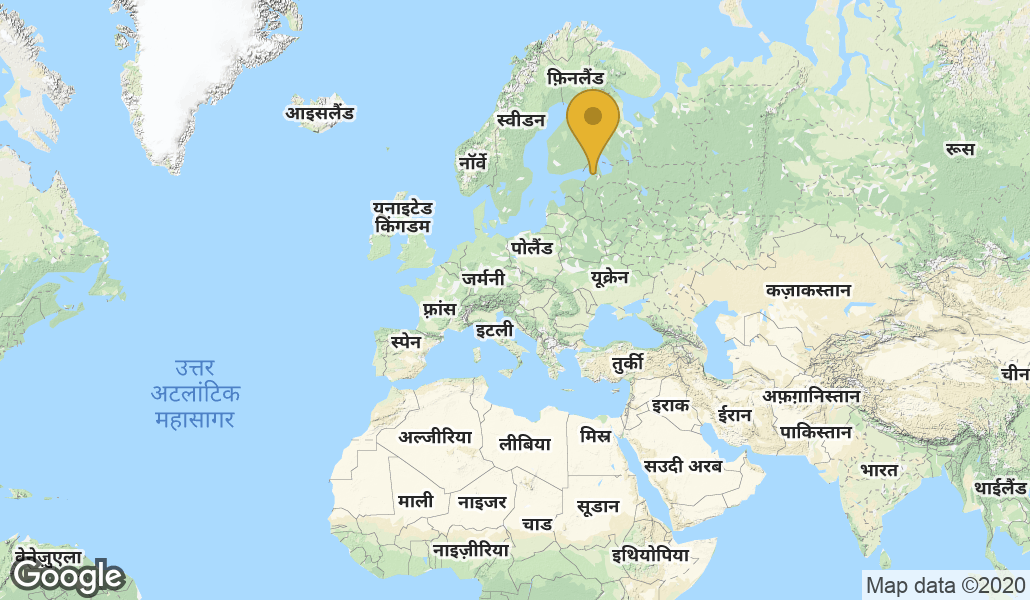 फ़िनलैंड
आइसलैंड
स्वीडन
रूस
नॉर्वे
यनाइटेड
किंगडम
पोलैंड
जर्मनी
यूक्रेन
कज़ाकस्तान
फ़्रांस
इटली
स्पेन
तुर्की
उत्तर
अटलांटिक
महासागर
चीन
अफ़ग़ानिस्तान
इराक
ईरान
पाकिस्तान
अल्जीरिया
लीबिया
मिस्र
सउदी अरब
भारत
थाईलैंड
माली
नाइजर
सूडान
चाड
नाइज़ीरिया
इथियोपिया
वेनेज़ुएला
Google
Map data ©2020